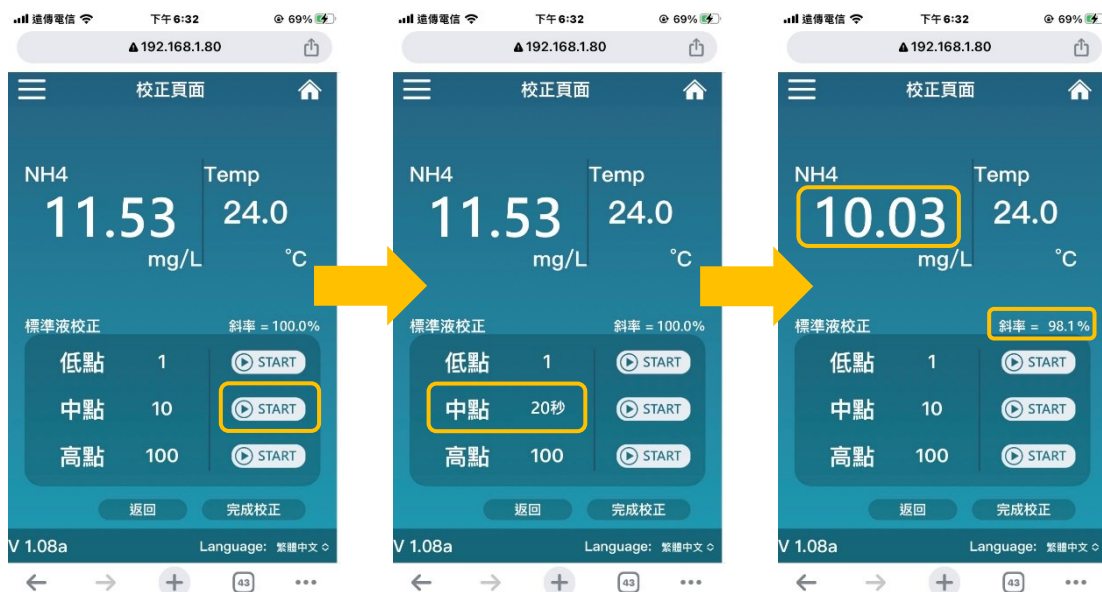 遠傳電信 下午6:32 69%
192.168.1.80
校正頁面
NH4 Temp
11.53 24.0
mg/L °C
標準液校正 斜率 = 100.0%
低點 1 START
中點 10 START
高點 100 START
返回 完成校正
V 1.08a Language: 繁體中文
43
遠傳電信 下午6:32 69%
192.168.1.80
校正頁面
NH4 Temp
11.53 24.0
mg/L °C
標準液校正 斜率 = 100.0%
低點 1 START
中點 20秒 START
高點 100 START
返回 完成校正
V 1.08a Language: 繁體中文
43
遠傳電信 下午6:32 69%
192.168.1.80
校正頁面
NH4 Temp
10.03 24.0
mg/L °C
標準液校正 斜率 = 98.1%
低點 1 START
中點 10 START
高點 100 START
返回 完成校正
V 1.08a Language: 繁體中文
43